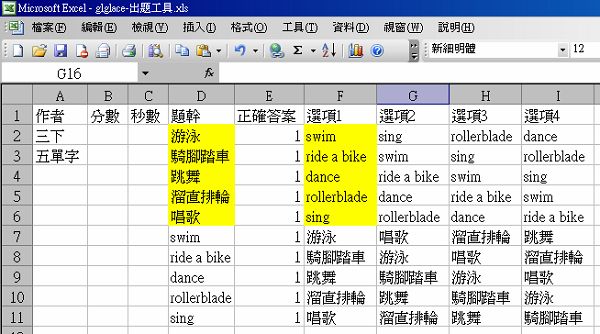 Microsoft Excel - glglace-出題工具.xls
檔案(F) 編輯(E) 檢視(V) 插入(I) 格式(O) 工具(T) 資料(D) 視窗(W) 說明(H)
新細明體 12
G16 fx
A B C D E F G H I
1 作者 分數 秒數 題幹 正確答案 選項1 選項2 選項3 選項4
2 三下 游泳 1 swim sing rollerblade dance
3 五單字 騎腳踏車 1 ride a bike swim sing rollerblade
4 跳舞 1 dance ride a bike swim sing
5 溜直排輪 1 rollerblade dance ride a bike swim
6 唱歌 1 sing rollerblade dance ride a bike
7 swim 1 游泳 唱歌 溜直排輪 跳舞
8 ride a bike 1 騎腳踏車 游泳 唱歌 溜直排輪
9 dance 1 跳舞 騎腳踏車 游泳 唱歌
10 rollerblade 1 溜直排輪 跳舞 騎腳踏車 游泳
11 sing 1 唱歌 溜直排輪 跳舞 騎腳踏車